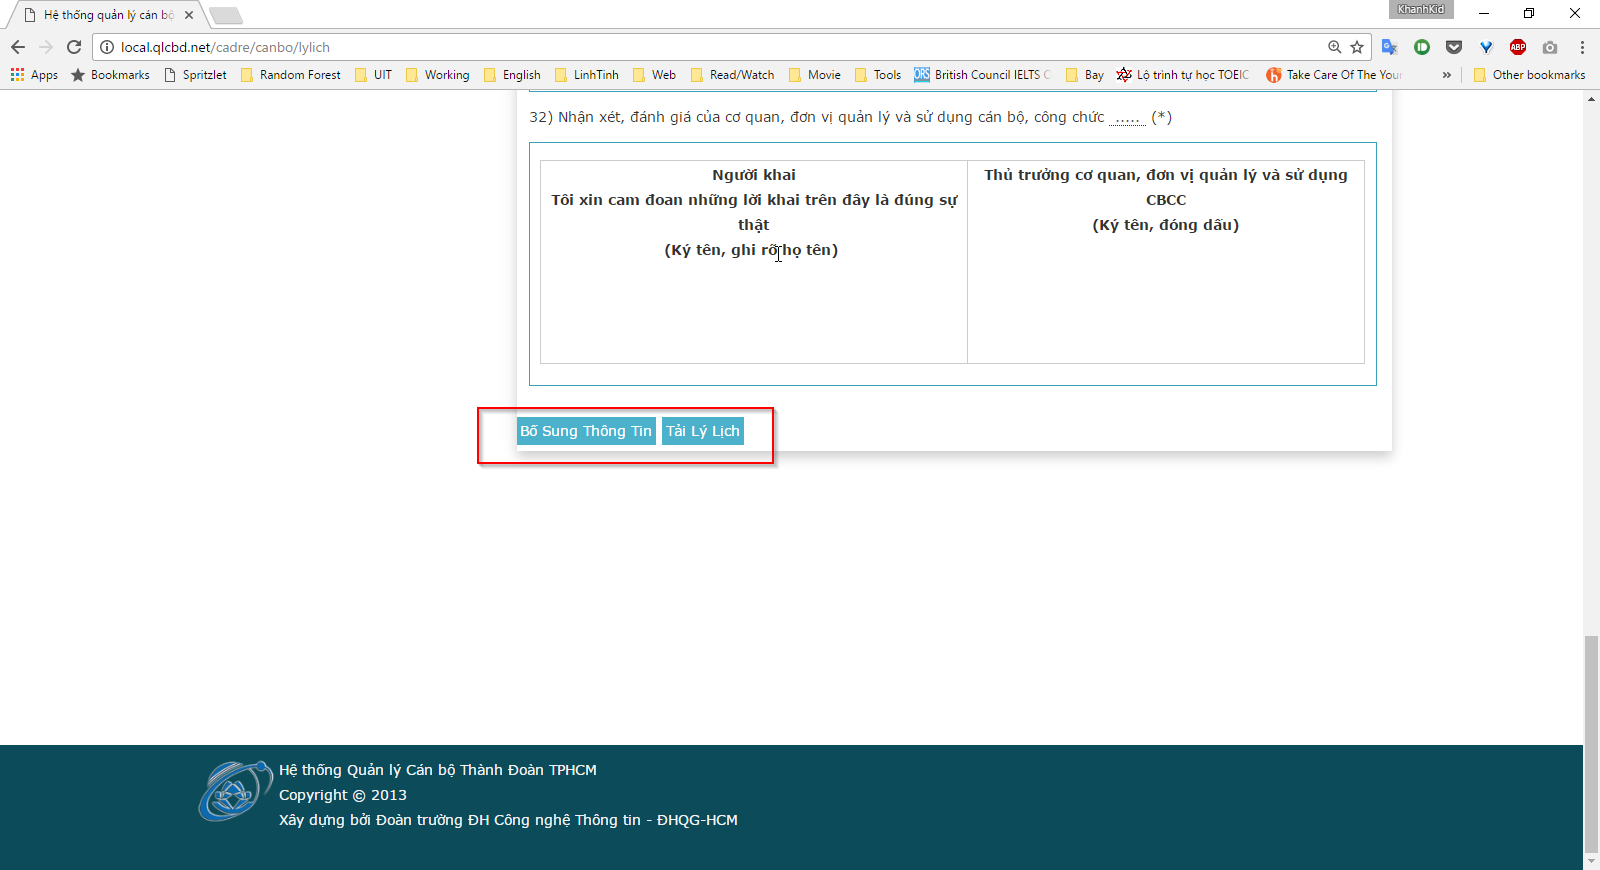 Hệ thống quản lý cán bộ
KhanhKid
local.qlcbd.net/cadre/canbo/lylich
Apps Bookmarks Spritzlet Random Forest UIT Working English LinhTinh Web Read/Watch Movie Tools British Council IELTS Bay Lộ trình tự học TOEIC Take Care Of The Your » Other bookmarks
32) Nhận xét, đánh giá của cơ quan, đơn vị quản lý và sử dụng cán bộ, công chức ..... (*)
Người khai
Tôi xin cam đoan những lời khai trên đây là đúng sự
thật
(Ký tên, ghi rõ họ tên)
Thủ trưởng cơ quan, đơn vị quản lý và sử dụng
CBCC
(Ký tên, đóng dấu)
Bổ Sung Thông Tin Tải Lý Lịch
Hệ thống Quản lý Cán bộ Thành Đoàn TPHCM
Copyright © 2013
Xây dựng bởi Đoàn trường ĐH Công nghệ Thông tin - ĐHQG-HCM